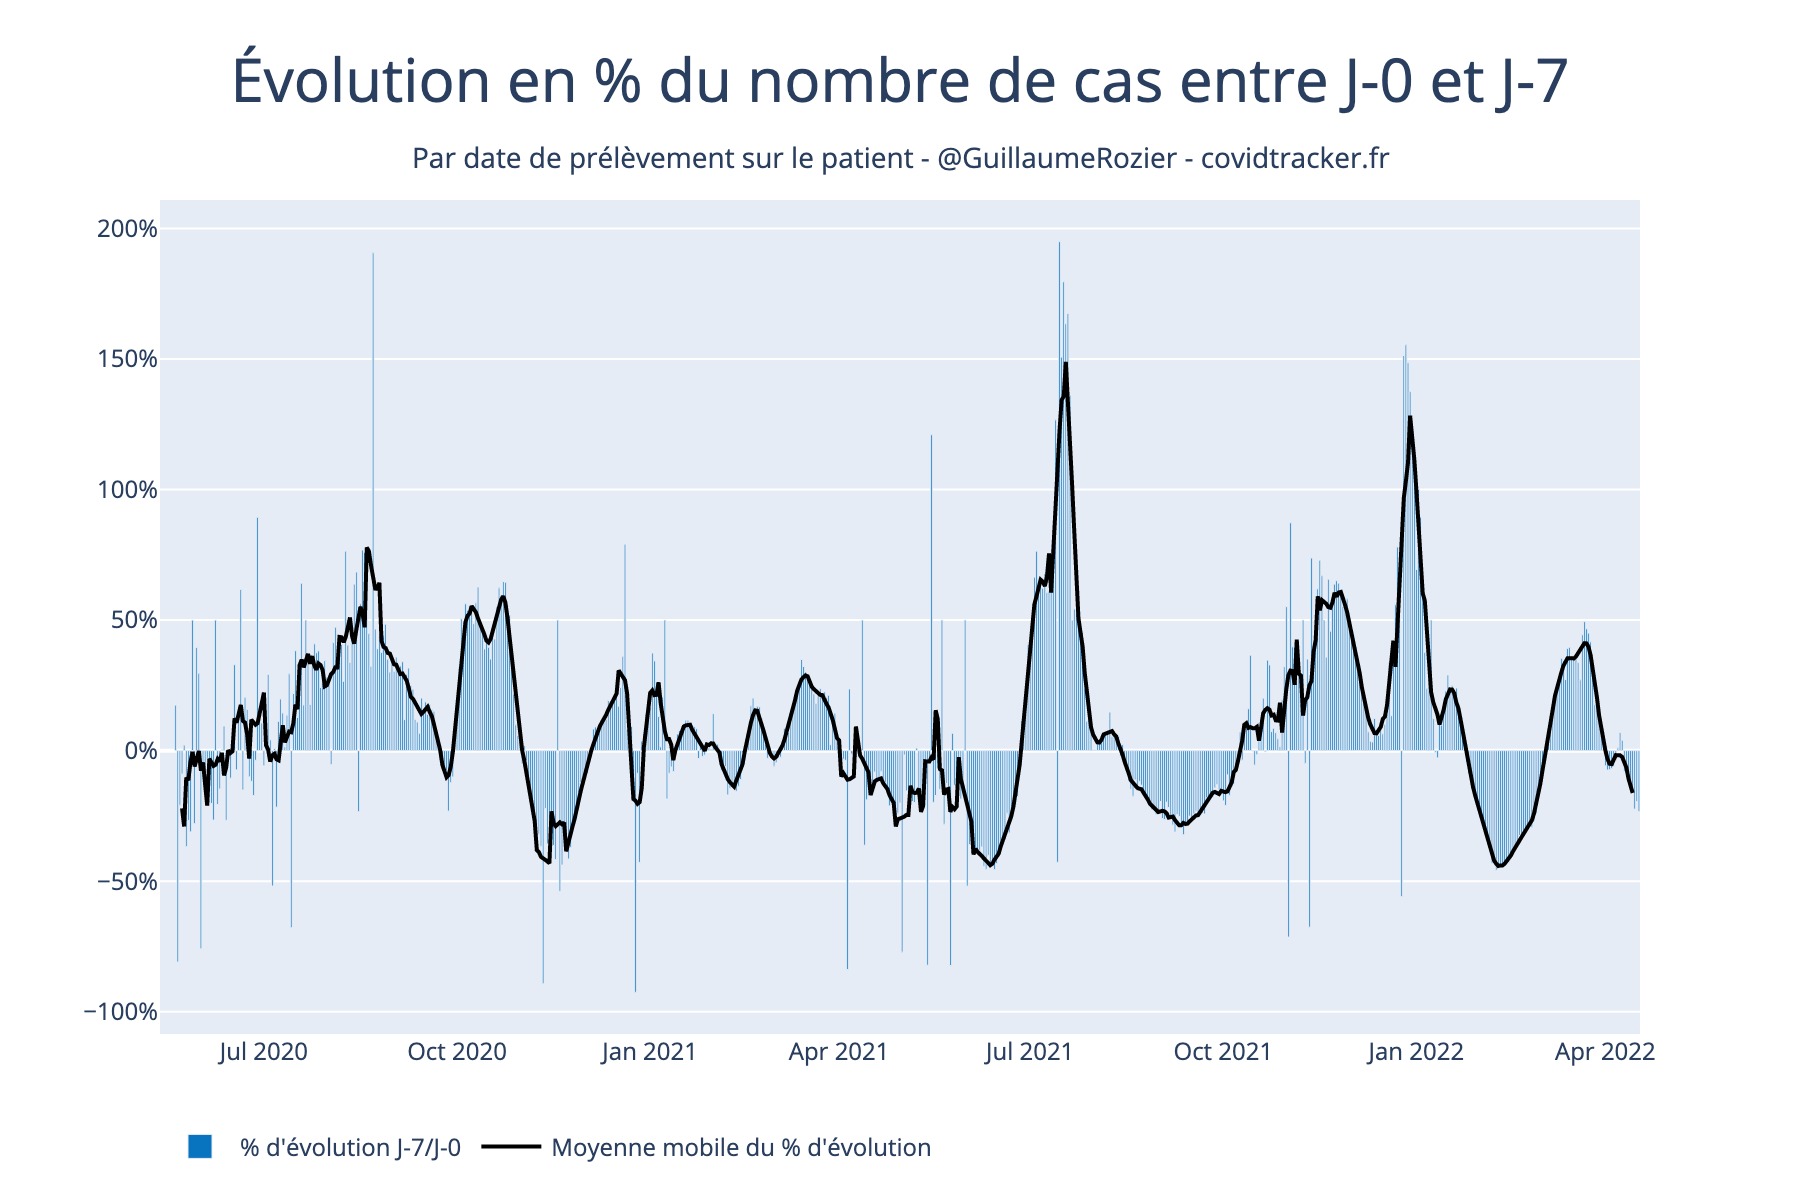 Évolution en % du nombre de cas entre J-0 et J-7
Par date de prélèvement sur le patient - @GuillaumeRozier - covidtracker.fr
200%
150%
100%
50%
0%
−50%
−100%
Jul 2020 Oct 2020 Jan 2021 Apr 2021 Jul 2021 Oct 2021 Jan 2022 Apr 2022
% d'évolution J-7/J-0 Moyenne mobile du % d'évolution